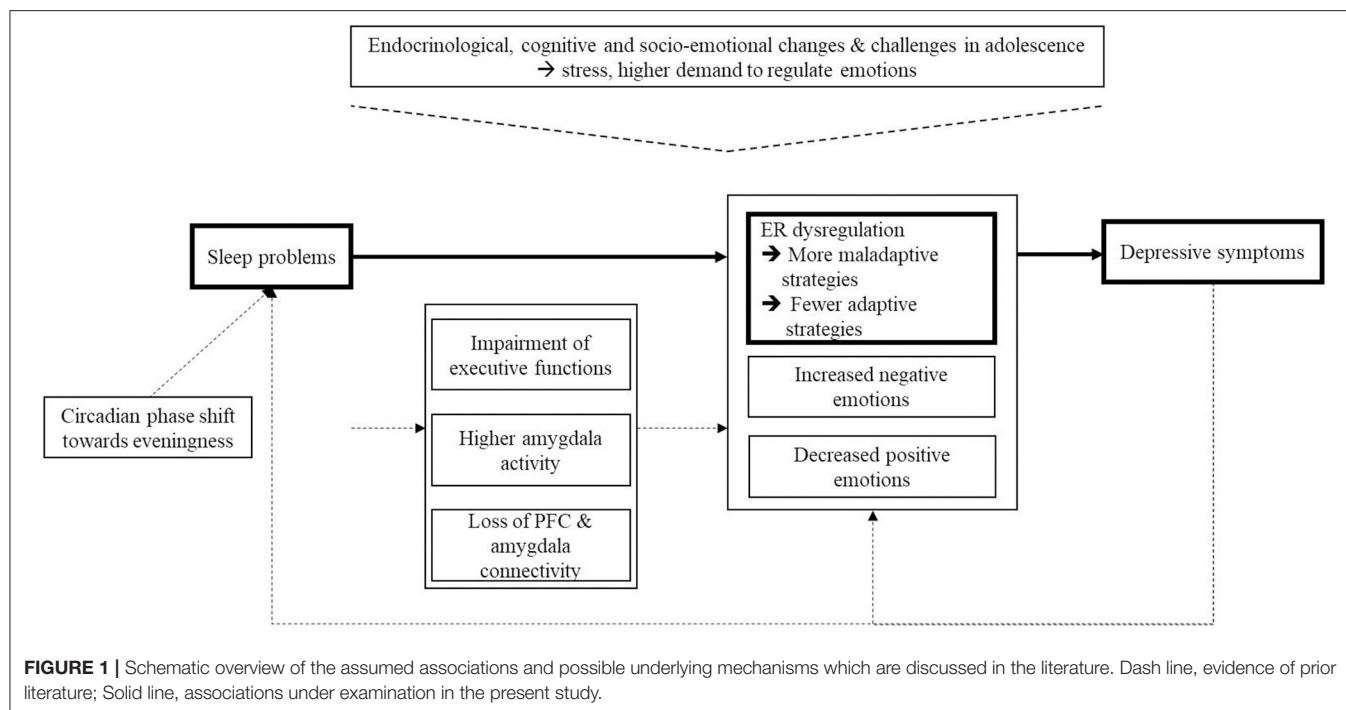 Endocrinological, cognitive and socio-emotional changes & challenges in adolescence
→ stress, higher demand to regulate emotions
Sleep problems
ER dysregulation
➔ More maladaptive
strategies
➔ Fewer adaptive
strategies
Depressive symptoms
Impairment of
executive functions
Increased negative
emotions
Circadian phase shift
towards eveningness
Higher amygdala
activity
Decreased positive
emotions
Loss of PFC &
amygdala
connectivity
FIGURE 1 | Schematic overview of the assumed associations and possible underlying mechanisms which are discussed in the literature. Dash line, evidence of prior
literature; Solid line, associations under examination in the present study.